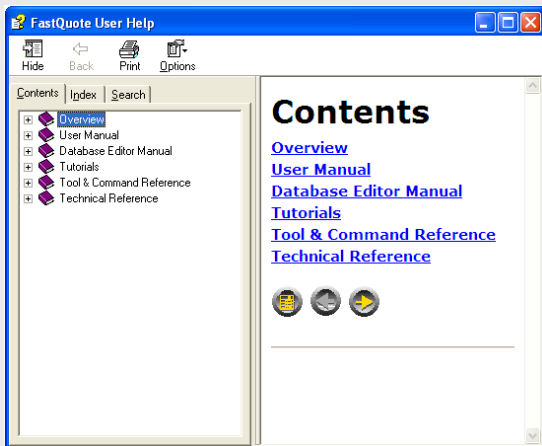 FastQuote User Help
Hide Back Print Options
Contents Index Search
Overview
User Manual
Database Editor Manual
Tutorials
Tool & Command Reference
Technical Reference
Contents
Overview
User Manual
Database Editor Manual
Tutorials
Tool & Command Reference
Technical Reference